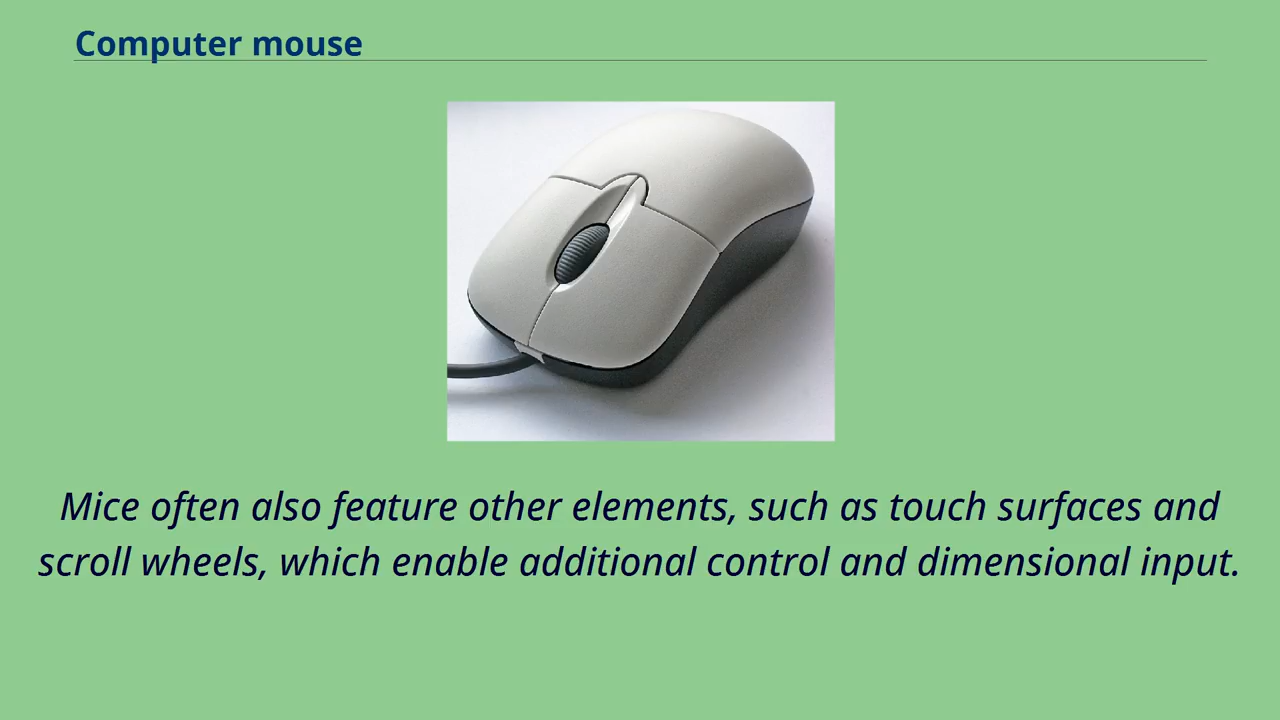 Computer mouse
Mice often also feature other elements, such as touch surfaces and
scroll wheels, which enable additional control and dimensional input.